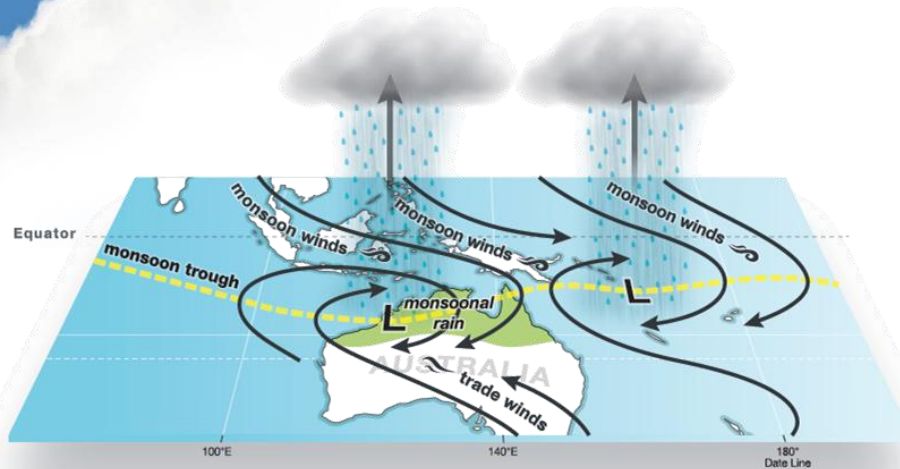 monsoon winds
monsoon winds
monsoon winds
Equator
monsoon trough
L
monsoonal
rain
L
AUSTRALIA
trade winds
100°E
140°E
180°
Date Line